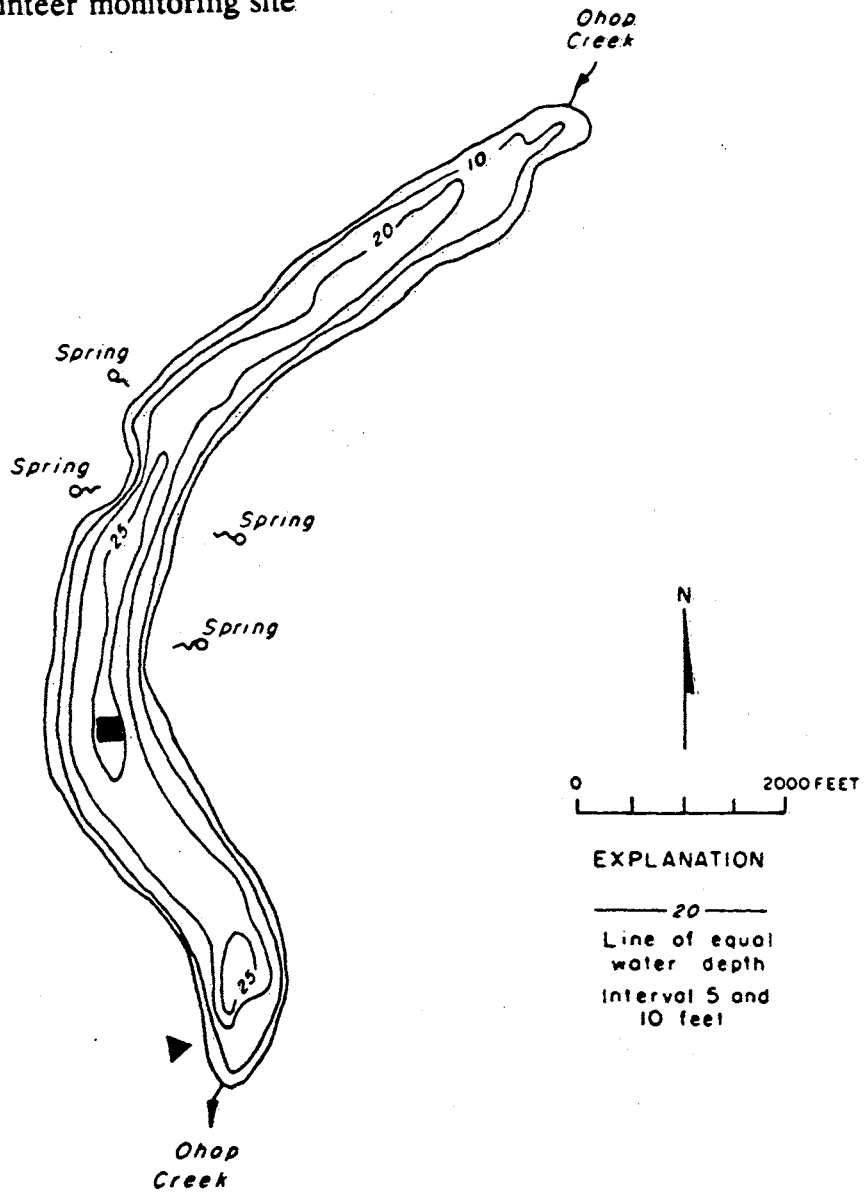 monitoring site
Ohop
Creek
10
20
Spring
Spring
25
Spring
Spring
N
0 2000 FEET
EXPLANATION
20
Line of equal
water depth
Interval 5 and
10 feet
25
Ohop
Creek